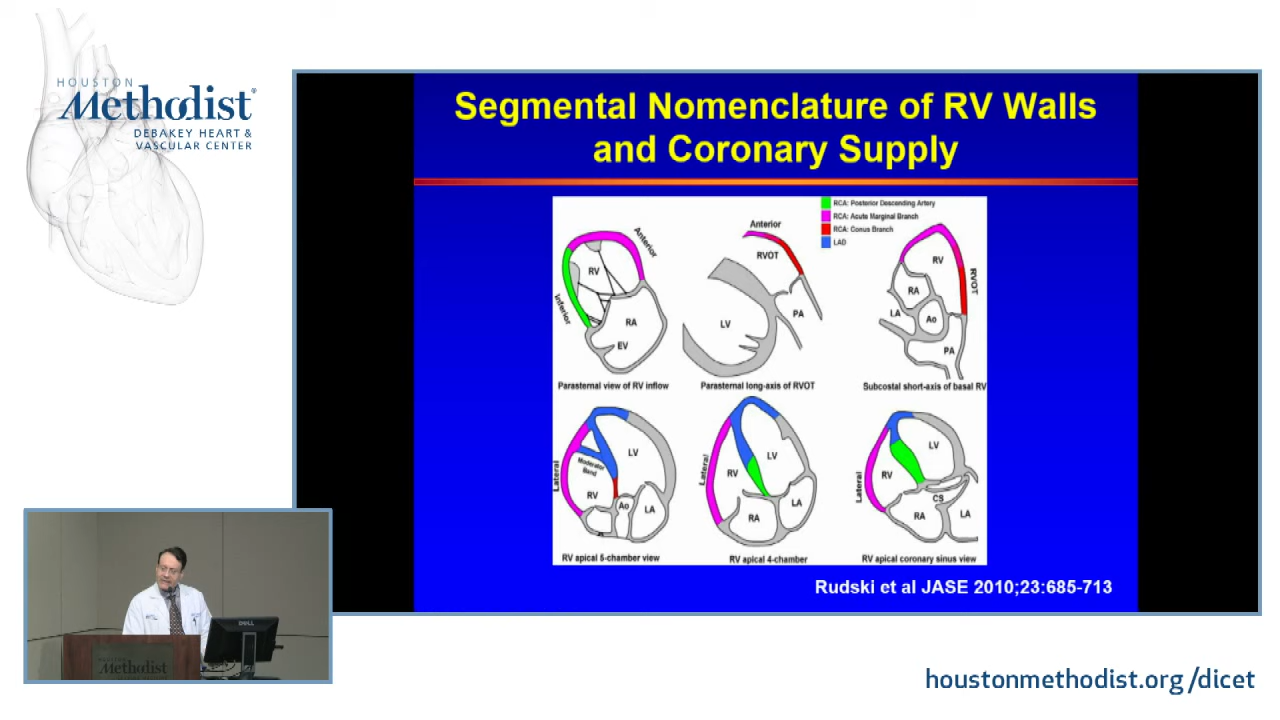 HOUSTON
Methodist®
DEBAKEY HEART &
VASCULAR CENTER
Segmental Nomenclature of RV Walls
and Coronary Supply
RCA: Posterior Descending Artery
RCA: Acute Marginal Branch
RCA: Conus Branch
LAD
Anterior
Inferior
RV
RA
EV
Parasternal view of RV inflow
Anterior
RVOT
LV
PA
Parasternal long-axis of RVOT
RV
RVOT
RA
LA
Ao
PA
Subcostal short-axis of basal RV
Lateral
LV
Moderator
Band
RV
Ao
LA
RV apical 5-chamber view
Lateral
LV
RV
RA
LA
RV apical 4-chamber
Lateral
LV
RV
CS
RA
LA
RV apical coronary sinus view
Rudski et al JASE 2010;23:685-713
DELL
HOUSTON
Methodist
houstonmethodist.org/dicet